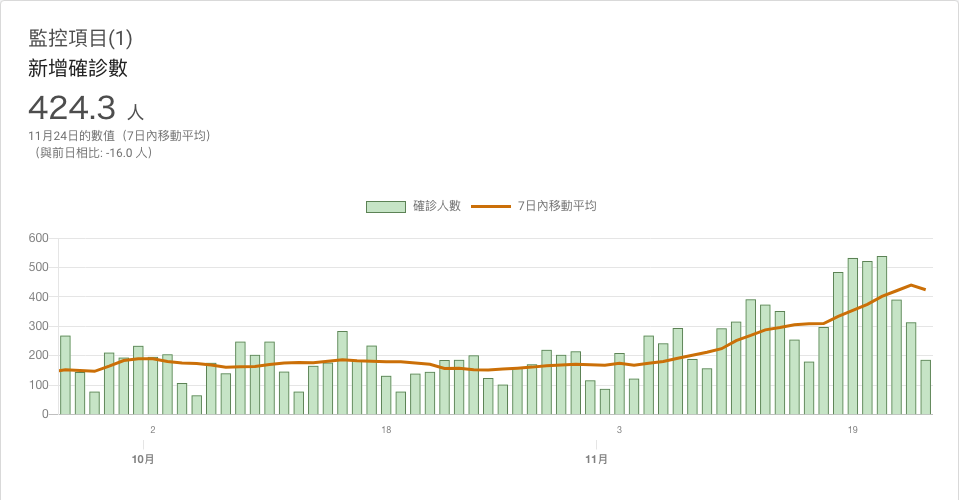 監控項目(1)
新增確診數
424.3 人
11月24日的數值（7日內移動平均）
（與前日相比: -16.0 人）
確診人數 7日內移動平均
600
500
400
300
200
100
0
2 18 3 19
10月 11月